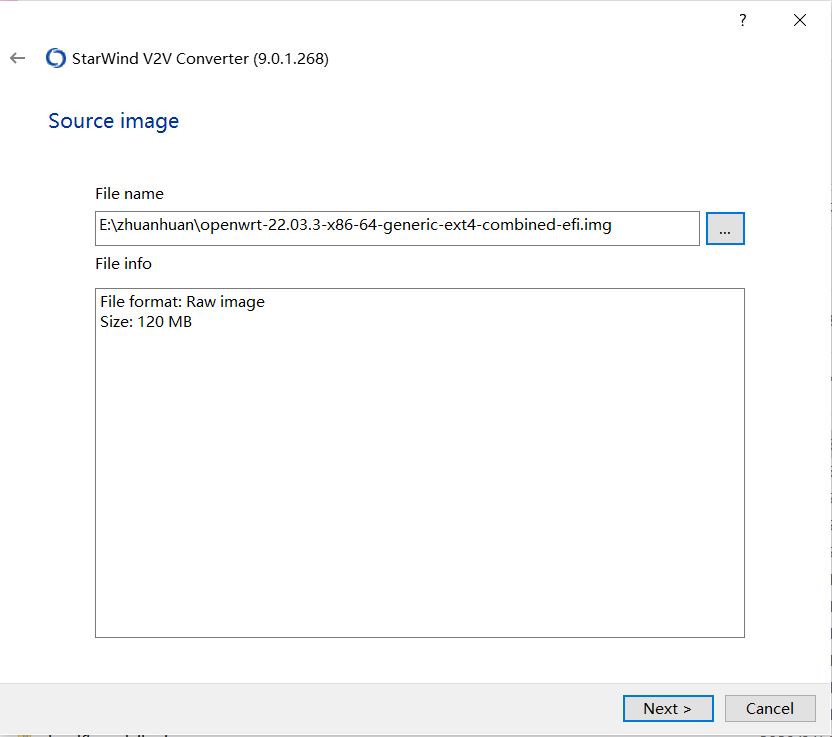 ?
StarWind V2V Converter (9.0.1.268)
Source image
File name
E:\zhuanhuan\openwrt-22.03.3-x86-64-generic-ext4-combined-efi.img
...
File info
File format: Raw image
Size: 120 MB
Next >
Cancel